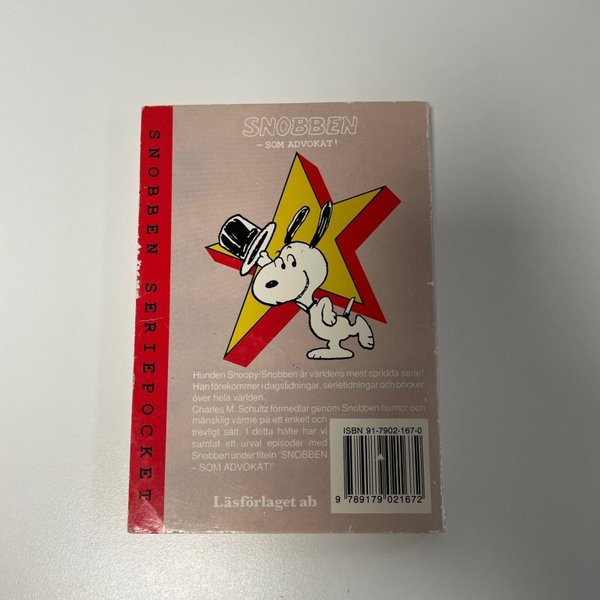 SNOBBEN SERIEPOCKET
SNOBBEN
– SOM ADVOKAT!
Hunden Snoopy/Snobben är världens mest spridda serie!
Han förekommer i dagstidningar, serietidningar och böcker
över hela världen.
Charles M. Schultz förmedlar genom Snobben humor och
mänsklig värme på ett enkelt och
trevligt sätt. I detta häfte har vi
samlat ett urval episoder med
Snobben under titeln "SNOBBEN
– SOM ADVOKAT!"
Läsförlaget ab
ISBN 91-7902-167-0
9 789179 021672